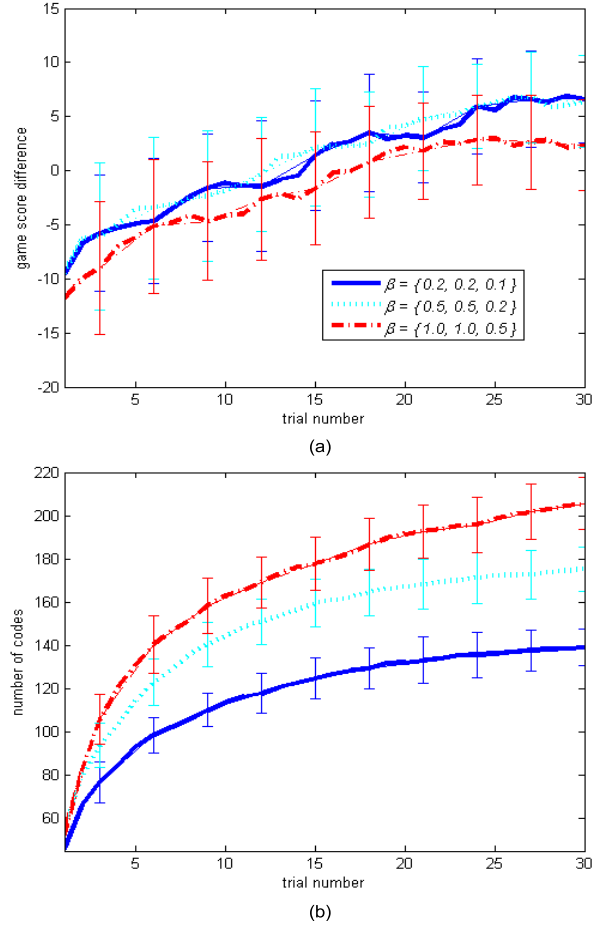 10
5
0
-5
-10
-15
-20
game score difference
β = {0.2, 0.2, 0.1}
β = {0.5, 0.5, 0.2}
β = {1.0, 1.0, 0.5}
5 10 15 20 25 30
trial number
(a)
220
200
180
160
140
120
100
80
60
number of codes
5 10 15 20 25 30
trial number
(b)